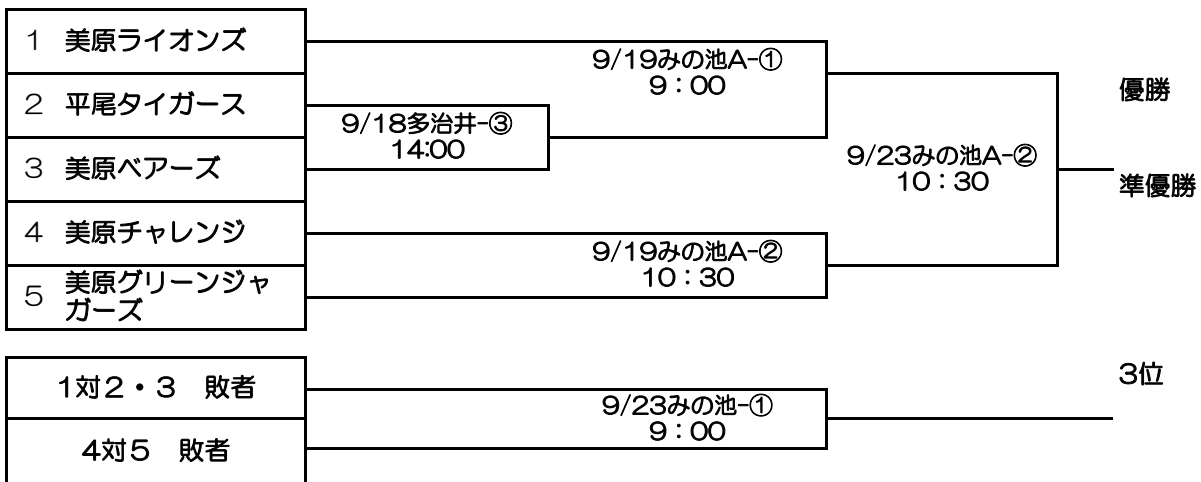 1 美原ライオンズ
9/19みの池A-①
9：00
優勝
2 平尾タイガース
9/18多治井-③
14:00
3 美原ベアーズ
9/23みの池A-②
10：30
準優勝
4 美原チャレンジ
9/19みの池A-②
10：30
5 美原グリーンジャ
ガーズ
3位
1対2・3 敗者
9/23みの池-①
9：00
4対5 敗者